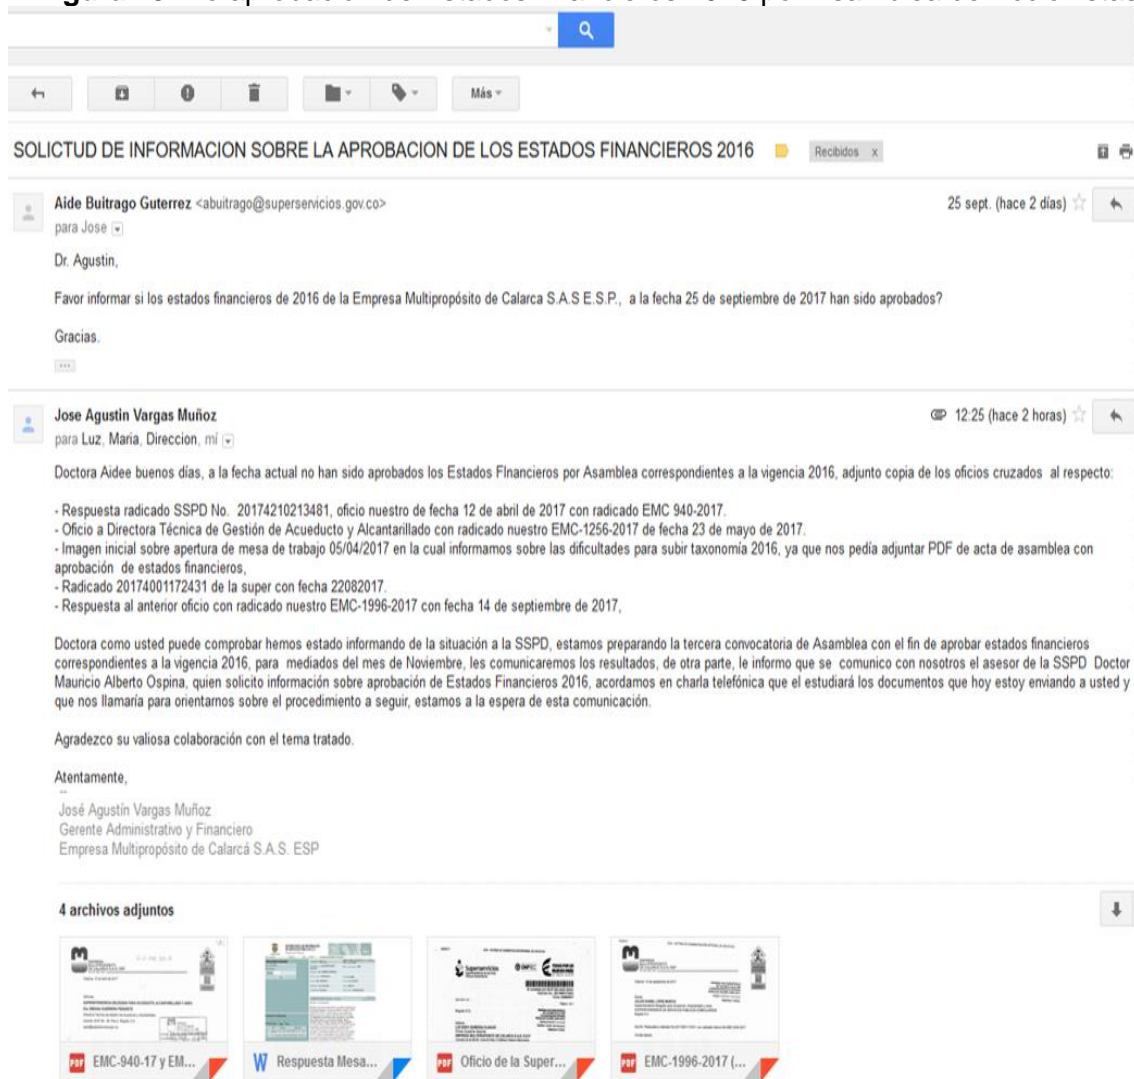 Más
SOLICTUD DE INFORMACION SOBRE LA APROBACION DE LOS ESTADOS FINANCIEROS 2016 Recibidos x
Aide Buitrago Guterrez <abuitrago@superservicios.gov.co> 25 sept. (hace 2 días)
para Jose
Dr. Agustin,
Favor informar si los estados financieros de 2016 de la Empresa Multipropósito de Calarca S.A.S E.S.P., a la fecha 25 de septiembre de 2017 han sido aprobados?
Gracias.
Jose Agustin Vargas Muñoz 12:25 (hace 2 horas)
para Luz, Maria, Direccion, mí
Doctora Aidee buenos días, a la fecha actual no han sido aprobados los Estados FInancieros por Asamblea correspondientes a la vigencia 2016, adjunto copia de los oficios cruzados al respecto:
- Respuesta radicado SSPD No. 20174210213481, oficio nuestro de fecha 12 de abril de 2017 con radicado EMC 940-2017.
- Oficio a Directora Técnica de Gestión de Acueducto y Alcantarillado con radicado nuestro EMC-1256-2017 de fecha 23 de mayo de 2017.
- Imagen inicial sobre apertura de mesa de trabajo 05/04/2017 en la cual informamos sobre las dificultades para subir taxonomía 2016, ya que nos pedía adjuntar PDF de acta de asamblea con
aprobación de estados financieros,
- Radicado 20174001172431 de la super con fecha 22082017.
- Respuesta al anterior oficio con radicado nuestro EMC-1996-2017 con fecha 14 de septiembre de 2017,
Doctora como usted puede comprobar hemos estado informando de la situación a la SSPD, estamos preparando la tercera convocatoria de Asamblea con el fin de aprobar estados financieros
correspondientes a la vigencia 2016, para mediados del mes de Noviembre, les comunicaremos los resultados, de otra parte, le informo que se comunico con nosotros el asesor de la SSPD Doctor
Mauricio Alberto Ospina, quien solicito información sobre aprobación de Estados Financieros 2016, acordamos en charla telefónica que el estudiará los documentos que hoy estoy enviando a usted y
que nos llamaría para orientarnos sobre el procedimiento a seguir, estamos a la espera de esta comunicación.
Agradezco su valiosa colaboración con el tema tratado.
Atentamente,
--
José Agustín Vargas Muñoz
Gerente Administrativo y Financiero
Empresa Multipropósito de Calarcá S.A.S. ESP
4 archivos adjuntos
Superservicios
PDF EMC-940-17 y EM... W Respuesta Mesa... PDF Oficio de la Super... PDF EMC-1996-2017 (...